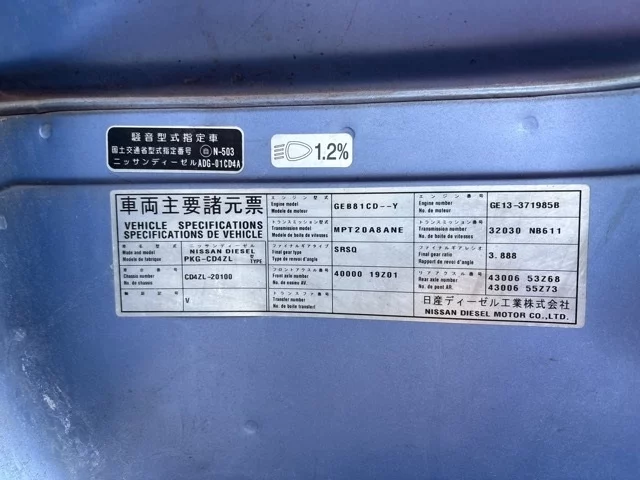 騒音型式指定車
国土交通省型式指定番号 自 N-503
ニッサンディーゼル ADG-01CD4A
1.2%
車両主要諸元票
VEHICLE SPECIFICATIONS
SPECIFICATIONS DE VEHICLE
車名型式
Make and model
Modele de fabrique
ニッサンディーゼル
NISSAN DIESEL
PKG-CD4ZL
TYPE
車台番号
Chassis number
No. de chassis
CD4ZL-20100
V
エンジン型式
Engine model
Modele de moteur
GEB81CD--Y
エンジン番号
Engine number
No. de moteur
GE13-371985B
トランスミッション型式
Transmission model
Modele de boite de vitesses
MPT20A8ANE
トランスミッション番号
Transmission number
No. de boite de vitesses
32030 NB611
ファイナルギアタイプ
Final gear type
Type de renvoi d'angle
SRSQ
ファイナルギアレシオ
Final gear ratio
Rapport de renvoi d'angle
3.888
フロントアクスル番号
Front axle number
No. de essieu AV.
40000 19Z01
リアアクスル番号
Rear axle number
No. de pont AR.
43006 53Z68
43006 55Z73
トランスファ番号
Transfer number
日産ディーゼル工業株式会社
NISSAN DIESEL MOTOR CO.,LTD.